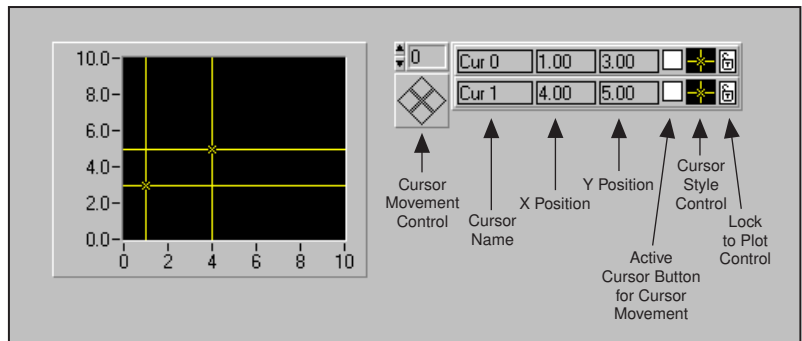 10.0-
8.0-
6.0-
4.0-
2.0-
0.0-
0 2 4 6 8 10
0
Cur 0 1.00 3.00
Cur 1 4.00 5.00
Cursor
Movement
Control
Cursor
Name
X Position
Y Position
Active
Cursor Button
for Cursor
Movement
Cursor
Style
Control
Lock
to Plot
Control